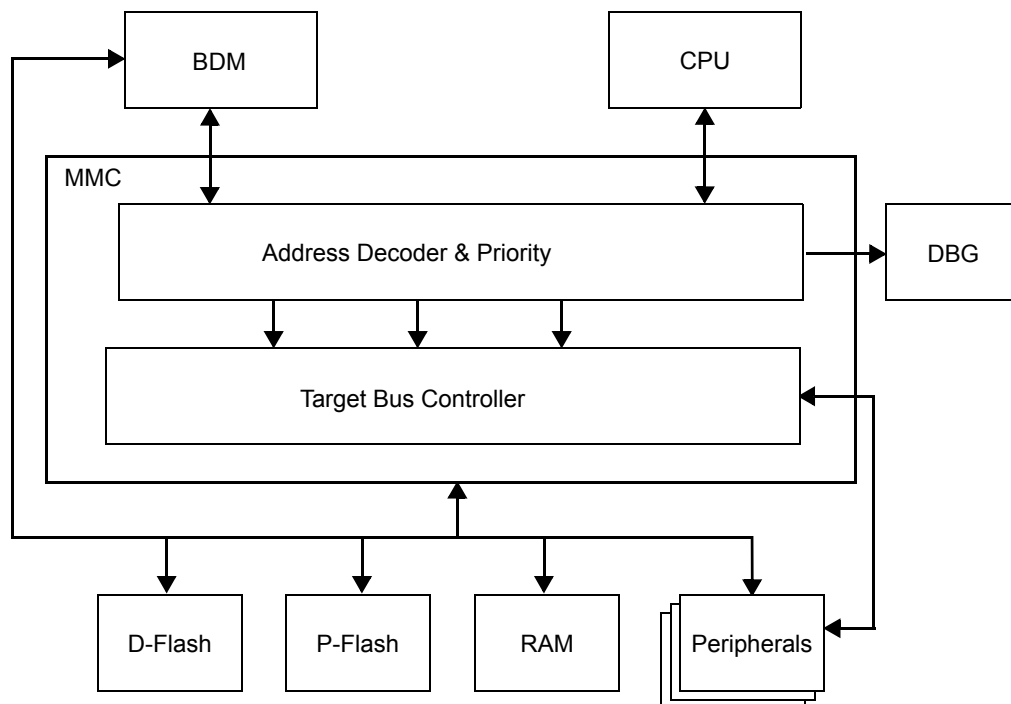 BDM
CPU
MMC
Address Decoder & Priority
DBG
Target Bus Controller
D-Flash
P-Flash
RAM
Peripherals